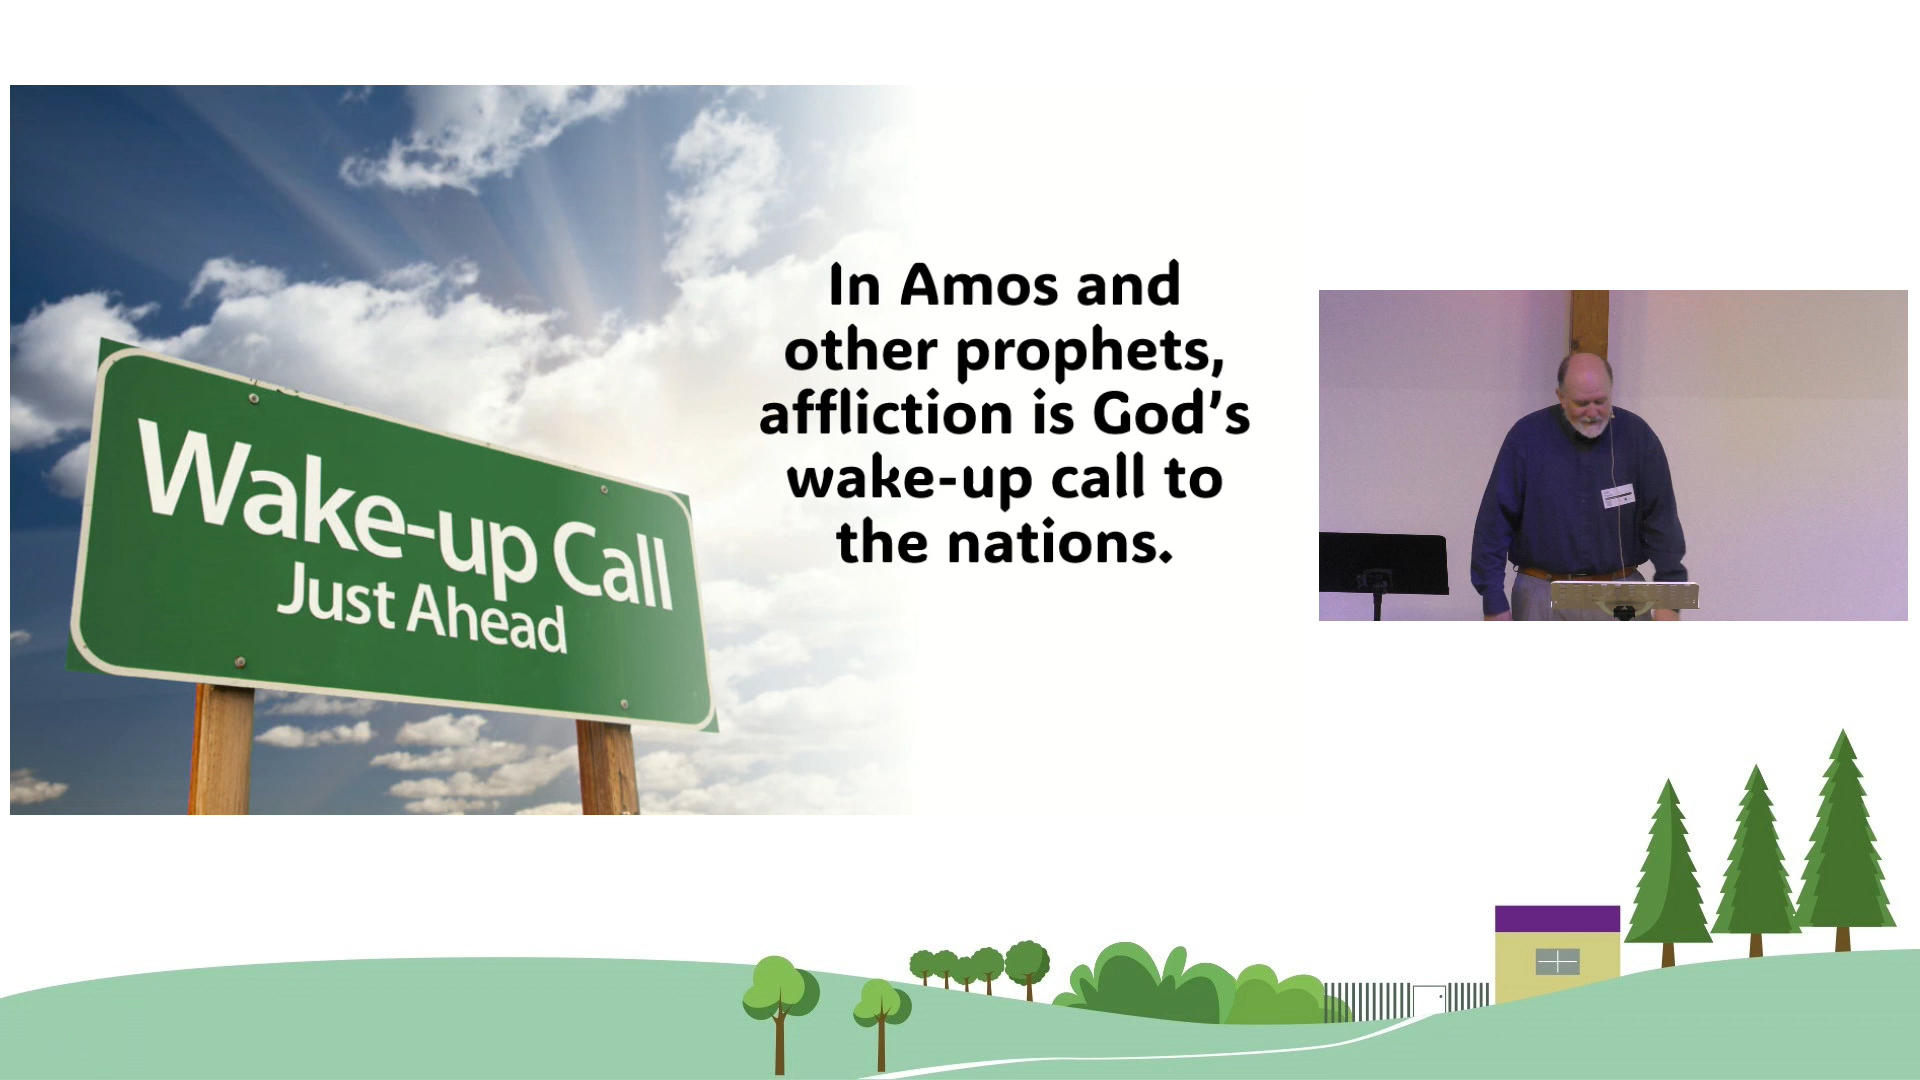 Wake-up Call
Just Ahead
In Amos and
other prophets,
affliction is God's
wake-up call to
the nations.